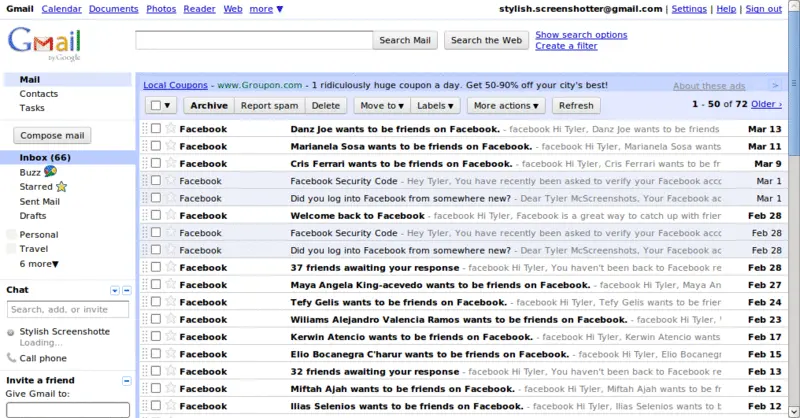 Gmail Calendar Documents Photos Reader Web more ▼ stylish.screenshotter@gmail.com | Settings | Help | Sign out
Gmail by Google
Search Mail Search the Web Show search options
Create a filter
Mail
Contacts
Tasks
Compose mail
Inbox (66)
Buzz
Starred
Sent Mail
Drafts
Personal
Travel
6 more▼
Chat
Search, add, or invite
Stylish Screenshotte
Loading...
Call phone
Invite a friend
Give Gmail to:
Local Coupons - www.Groupon.com - 1 ridiculously huge coupon a day. Get 50-90% off your city's best! About these ads >
Archive Report spam Delete Move to▼ Labels▼ More actions▼ Refresh 1 - 50 of 72 Older ›
Facebook Danz Joe wants to be friends on Facebook. - facebook Hi Tyler, Danz Joe wants to be friends Mar 13
Facebook Marianela Sosa wants to be friends on Facebook. - facebook Hi Tyler, Marianela Sosa wants Mar 11
Facebook Cris Ferrari wants to be friends on Facebook. - facebook Hi Tyler, Cris Ferrari wants to be fr Mar 9
Facebook Facebook Security Code - Hey Tyler, You have recently been asked to verify your Facebook acco Mar 1
Facebook Did you log into Facebook from somewhere new? - Dear Tyler McScreenshots, Your Facebook ac Mar 1
Facebook Welcome back to Facebook - facebook Hi Tyler, Facebook is a great way to catch up with frier Feb 28
Facebook Facebook Security Code - Hey Tyler, You have recently been asked to verify your Facebook accc Feb 28
Facebook Did you log into Facebook from somewhere new? - Dear Tyler McScreenshots, Your Facebook ac Feb 28
Facebook 37 friends awaiting your response - facebook Hi Tyler, You haven't been back to Facebook re Feb 28
Facebook Maya Angela King-acevedo wants to be friends on Facebook. - facebook Hi Tyler, Maya An Feb 27
Facebook Tefy Gelis wants to be friends on Facebook. - facebook Hi Tyler, Tefy Gelis wants to be frier Feb 24
Facebook Wiliams Alejandro Valencia Ramos wants to be friends on Facebook. - facebook Hi Tyler, Feb 23
Facebook Kerwin Atencio wants to be friends on Facebook. - facebook Hi Tyler, Kerwin Atencio wants Feb 17
Facebook Elio Bocanegra C'harur wants to be friends on Facebook. - facebook Hi Tyler, Elio Bocanegra Feb 15
Facebook 32 friends awaiting your response - facebook Hi Tyler, You haven't been back to Facebook re Feb 13
Facebook Miftah Ajah wants to be friends on Facebook. - facebook Hi Tyler, Miftah Ajah wants to be fr Feb 12
Facebook Ilias Selenios wants to be friends on Facebook. - facebook Hi Tyler, Ilias Selenios wants to Feb 12